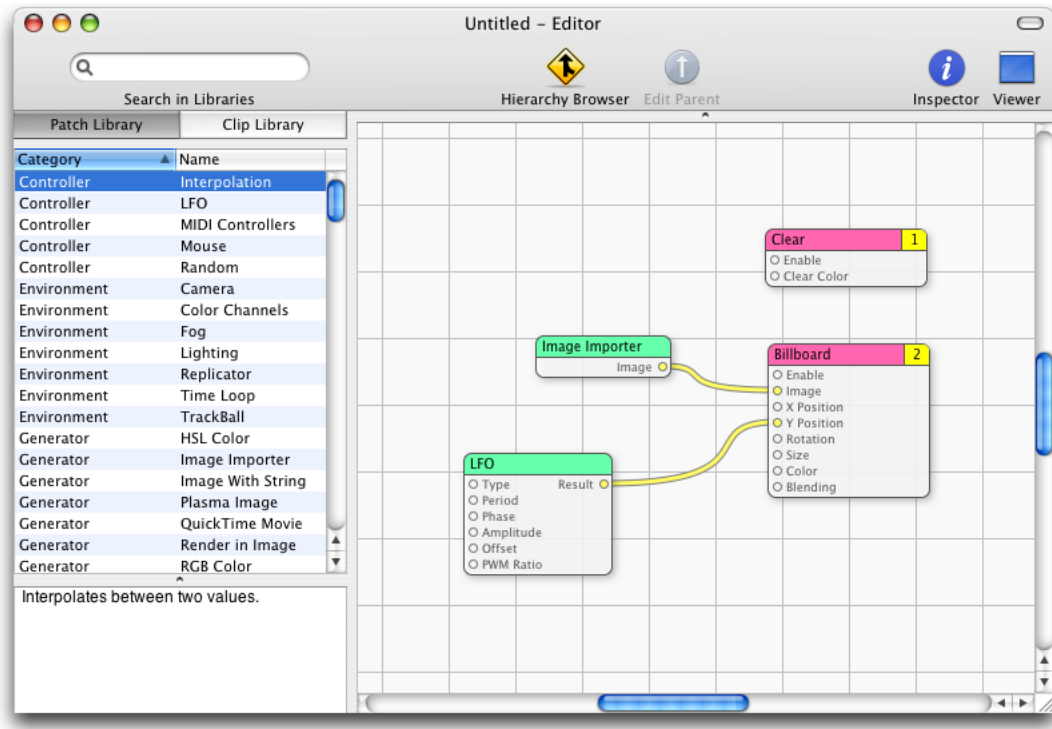 Untitled – Editor
Search in Libraries
Hierarchy Browser
Edit Parent
Inspector
Viewer
Patch Library
Clip Library
Category Name
Controller Interpolation
Controller LFO
Controller MIDI Controllers
Controller Mouse
Controller Random
Environment Camera
Environment Color Channels
Environment Fog
Environment Lighting
Environment Replicator
Environment Time Loop
Environment TrackBall
Generator HSL Color
Generator Image Importer
Generator Image With String
Generator Plasma Image
Generator QuickTime Movie
Generator Render in Image
Generator RGB Color
Interpolates between two values.
Clear 1
Enable
Clear Color
Image Importer
Image
Billboard 2
Enable
Image
X Position
Y Position
Rotation
Size
Color
Blending
LFO
Type Result
Period
Phase
Amplitude
Offset
PWM Ratio